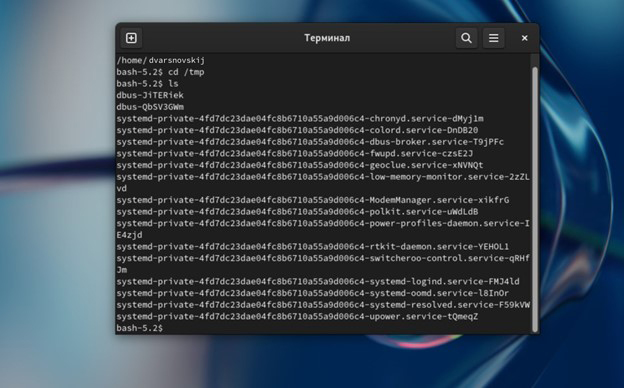 Терминал
/home/dvarsnovskij
bash-5.2$ cd /tmp
bash-5.2$ ls
dbus-JiTERiek
dbus-QbSV3GWm
systemd-private-4fd7dc23dae04fc8b6710a55a9d006c4-chronyd.service-dMyj1m
systemd-private-4fd7dc23dae04fc8b6710a55a9d006c4-colord.service-DnDB20
systemd-private-4fd7dc23dae04fc8b6710a55a9d006c4-dbus-broker.service-T9jPFc
systemd-private-4fd7dc23dae04fc8b6710a55a9d006c4-fwupd.service-czsE2J
systemd-private-4fd7dc23dae04fc8b6710a55a9d006c4-geoclue.service-xNVNQt
systemd-private-4fd7dc23dae04fc8b6710a55a9d006c4-low-memory-monitor.service-2zZL
vd
systemd-private-4fd7dc23dae04fc8b6710a55a9d006c4-ModemManager.service-xikfrG
systemd-private-4fd7dc23dae04fc8b6710a55a9d006c4-polkit.service-uWdLdB
systemd-private-4fd7dc23dae04fc8b6710a55a9d006c4-power-profiles-daemon.service-I
E4zjd
systemd-private-4fd7dc23dae04fc8b6710a55a9d006c4-rtkit-daemon.service-YEHOL1
systemd-private-4fd7dc23dae04fc8b6710a55a9d006c4-switcheroo-control.service-qRHf
Jm
systemd-private-4fd7dc23dae04fc8b6710a55a9d006c4-systemd-logind.service-FMJ4ld
systemd-private-4fd7dc23dae04fc8b6710a55a9d006c4-systemd-oomd.service-l8InOr
systemd-private-4fd7dc23dae04fc8b6710a55a9d006c4-systemd-resolved.service-F59kVW
systemd-private-4fd7dc23dae04fc8b6710a55a9d006c4-upower.service-tQmeqZ
bash-5.2$